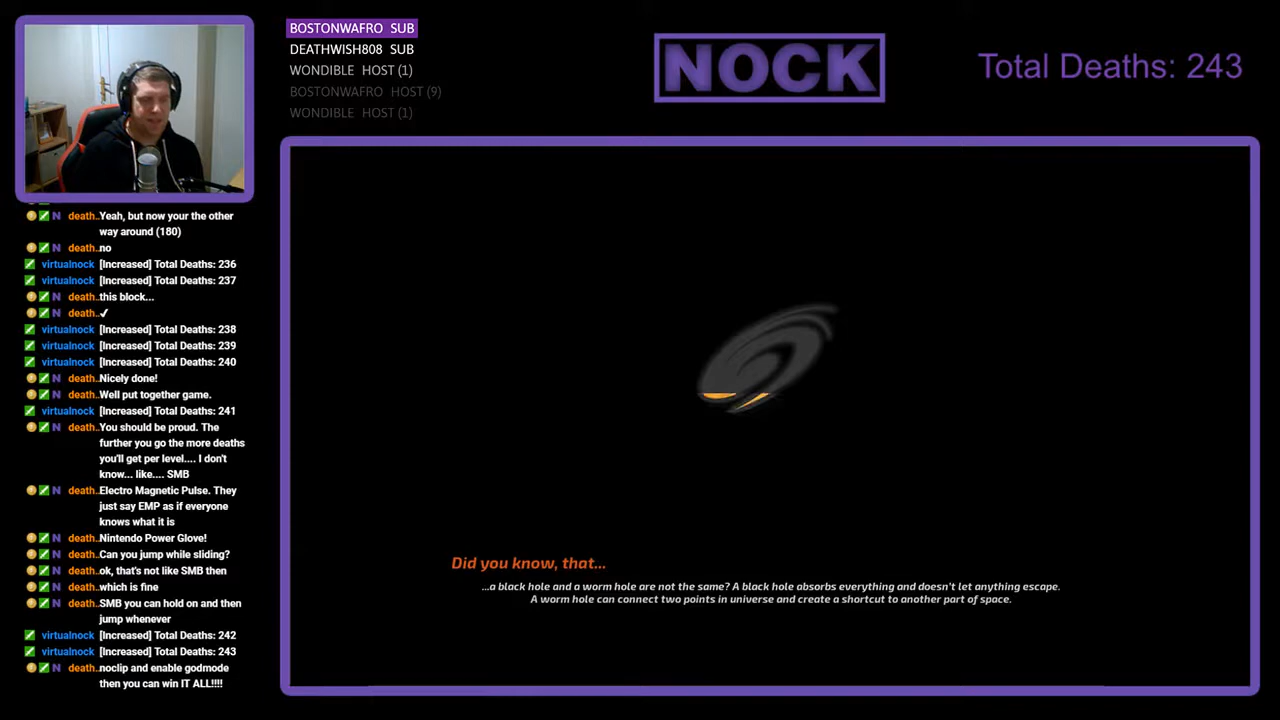 BOSTONWAFRO SUB
DEATHWISH808 SUB
WONDIBLE HOST (1)
BOSTONWAFRO HOST (9)
WONDIBLE HOST (1)
NOCK
Total Deaths: 243
death..Yeah, but now your the other
way around (180)
death..no
virtualnock [Increased] Total Deaths: 236
virtualnock [Increased] Total Deaths: 237
death..this block...
death..✓
virtualnock [Increased] Total Deaths: 238
virtualnock [Increased] Total Deaths: 239
virtualnock [Increased] Total Deaths: 240
death..Nicely done!
death..Well put together game.
virtualnock [Increased] Total Deaths: 241
death..You should be proud. The
further you go the more deaths
you'll get per level.... I don't
know... like.... SMB
death..Electro Magnetic Pulse. They
just say EMP as if everyone
knows what it is
death..Nintendo Power Glove!
death..Can you jump while sliding?
death..ok, that's not like SMB then
death..which is fine
death..SMB you can hold on and then
jump whenever
virtualnock [Increased] Total Deaths: 242
virtualnock [Increased] Total Deaths: 243
death..noclip and enable godmode
then you can win IT ALL!!!!
Did you know, that...
...a black hole and a worm hole are not the same? A black hole absorbs everything and doesn't let anything escape.
A worm hole can connect two points in universe and create a shortcut to another part of space.